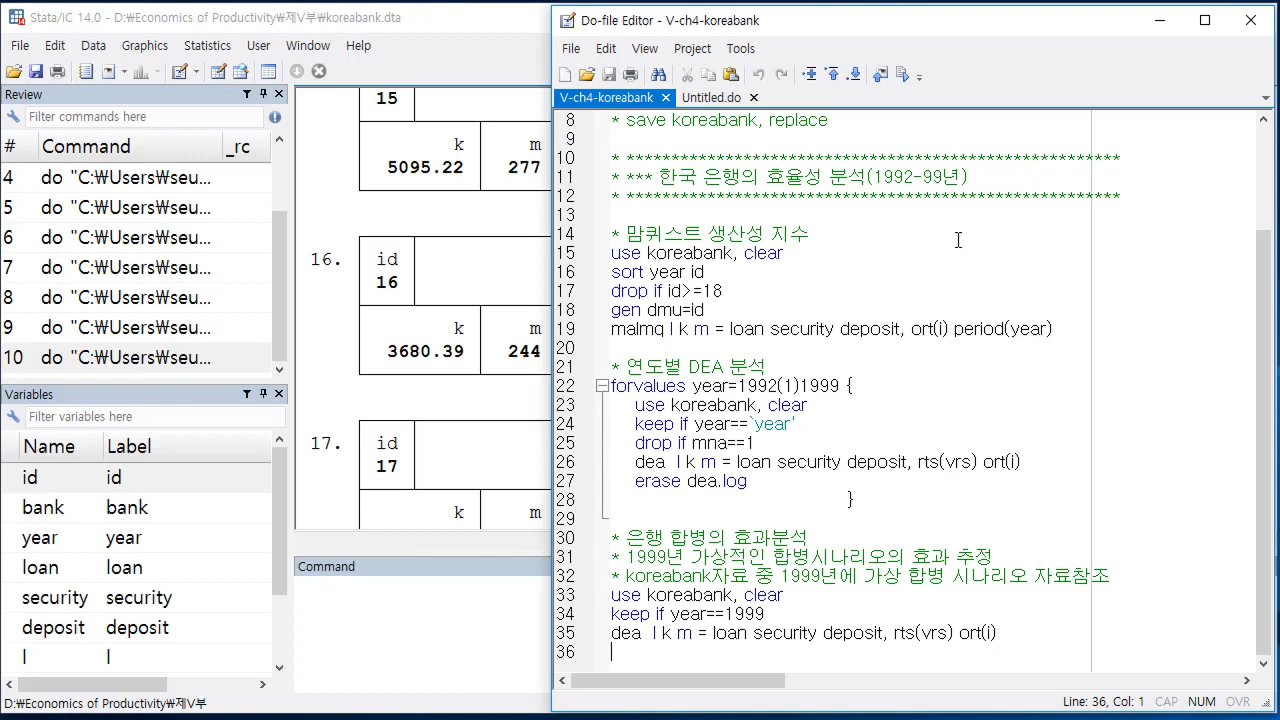 Stata/IC 14.0 - D:₩Economics of Productivity₩제V부₩koreabank.dta
File Edit Data Graphics Statistics User Window Help
Review
Filter commands here
# Command _rc
4 do "C:₩Users₩seu...
5 do "C:₩Users₩seu...
6 do "C:₩Users₩seu...
7 do "C:₩Users₩seu...
8 do "C:₩Users₩seu...
9 do "C:₩Users₩seu...
10 do "C:₩Users₩seu...
Variables
Filter variables here
Name Label
id id
bank bank
year year
loan loan
security security
deposit deposit
l l
D:₩Economics of Productivity₩제V부
15
k m
5095.22 277
16. id
16
k m
3680.39 244
17. id
17
k m
Command
Do-file Editor - V-ch4-koreabank
File Edit View Project Tools
V-ch4-koreabank Untitled.do
8 * save koreabank, replace
9
10 * *******************************************************
11 * *** 한국 은행의 효율성 분석(1992-99년)
12 * *******************************************************
13
14 * 맘퀴스트 생산성 지수
15 use koreabank, clear
16 sort year id
17 drop if id>=18
18 gen dmu=id
19 malmq l k m = loan security deposit, ort(i) period(year)
20
21 * 연도별 DEA 분석
22 forvalues year=1992(1)1999 {
23 use koreabank, clear
24 keep if year==`year'
25 drop if mna==1
26 dea l k m = loan security deposit, rts(vrs) ort(i)
27 erase dea.log
28 }
29
30 * 은행 합병의 효과분석
31 * 1999년 가상적인 합병시나리오의 효과 추정
32 * koreabank자료 중 1999년에 가상 합병 시나리오 자료참조
33 use koreabank, clear
34 keep if year==1999
35 dea l k m = loan security deposit, rts(vrs) ort(i)
36
Line: 36, Col: 1 CAP NUM OVR